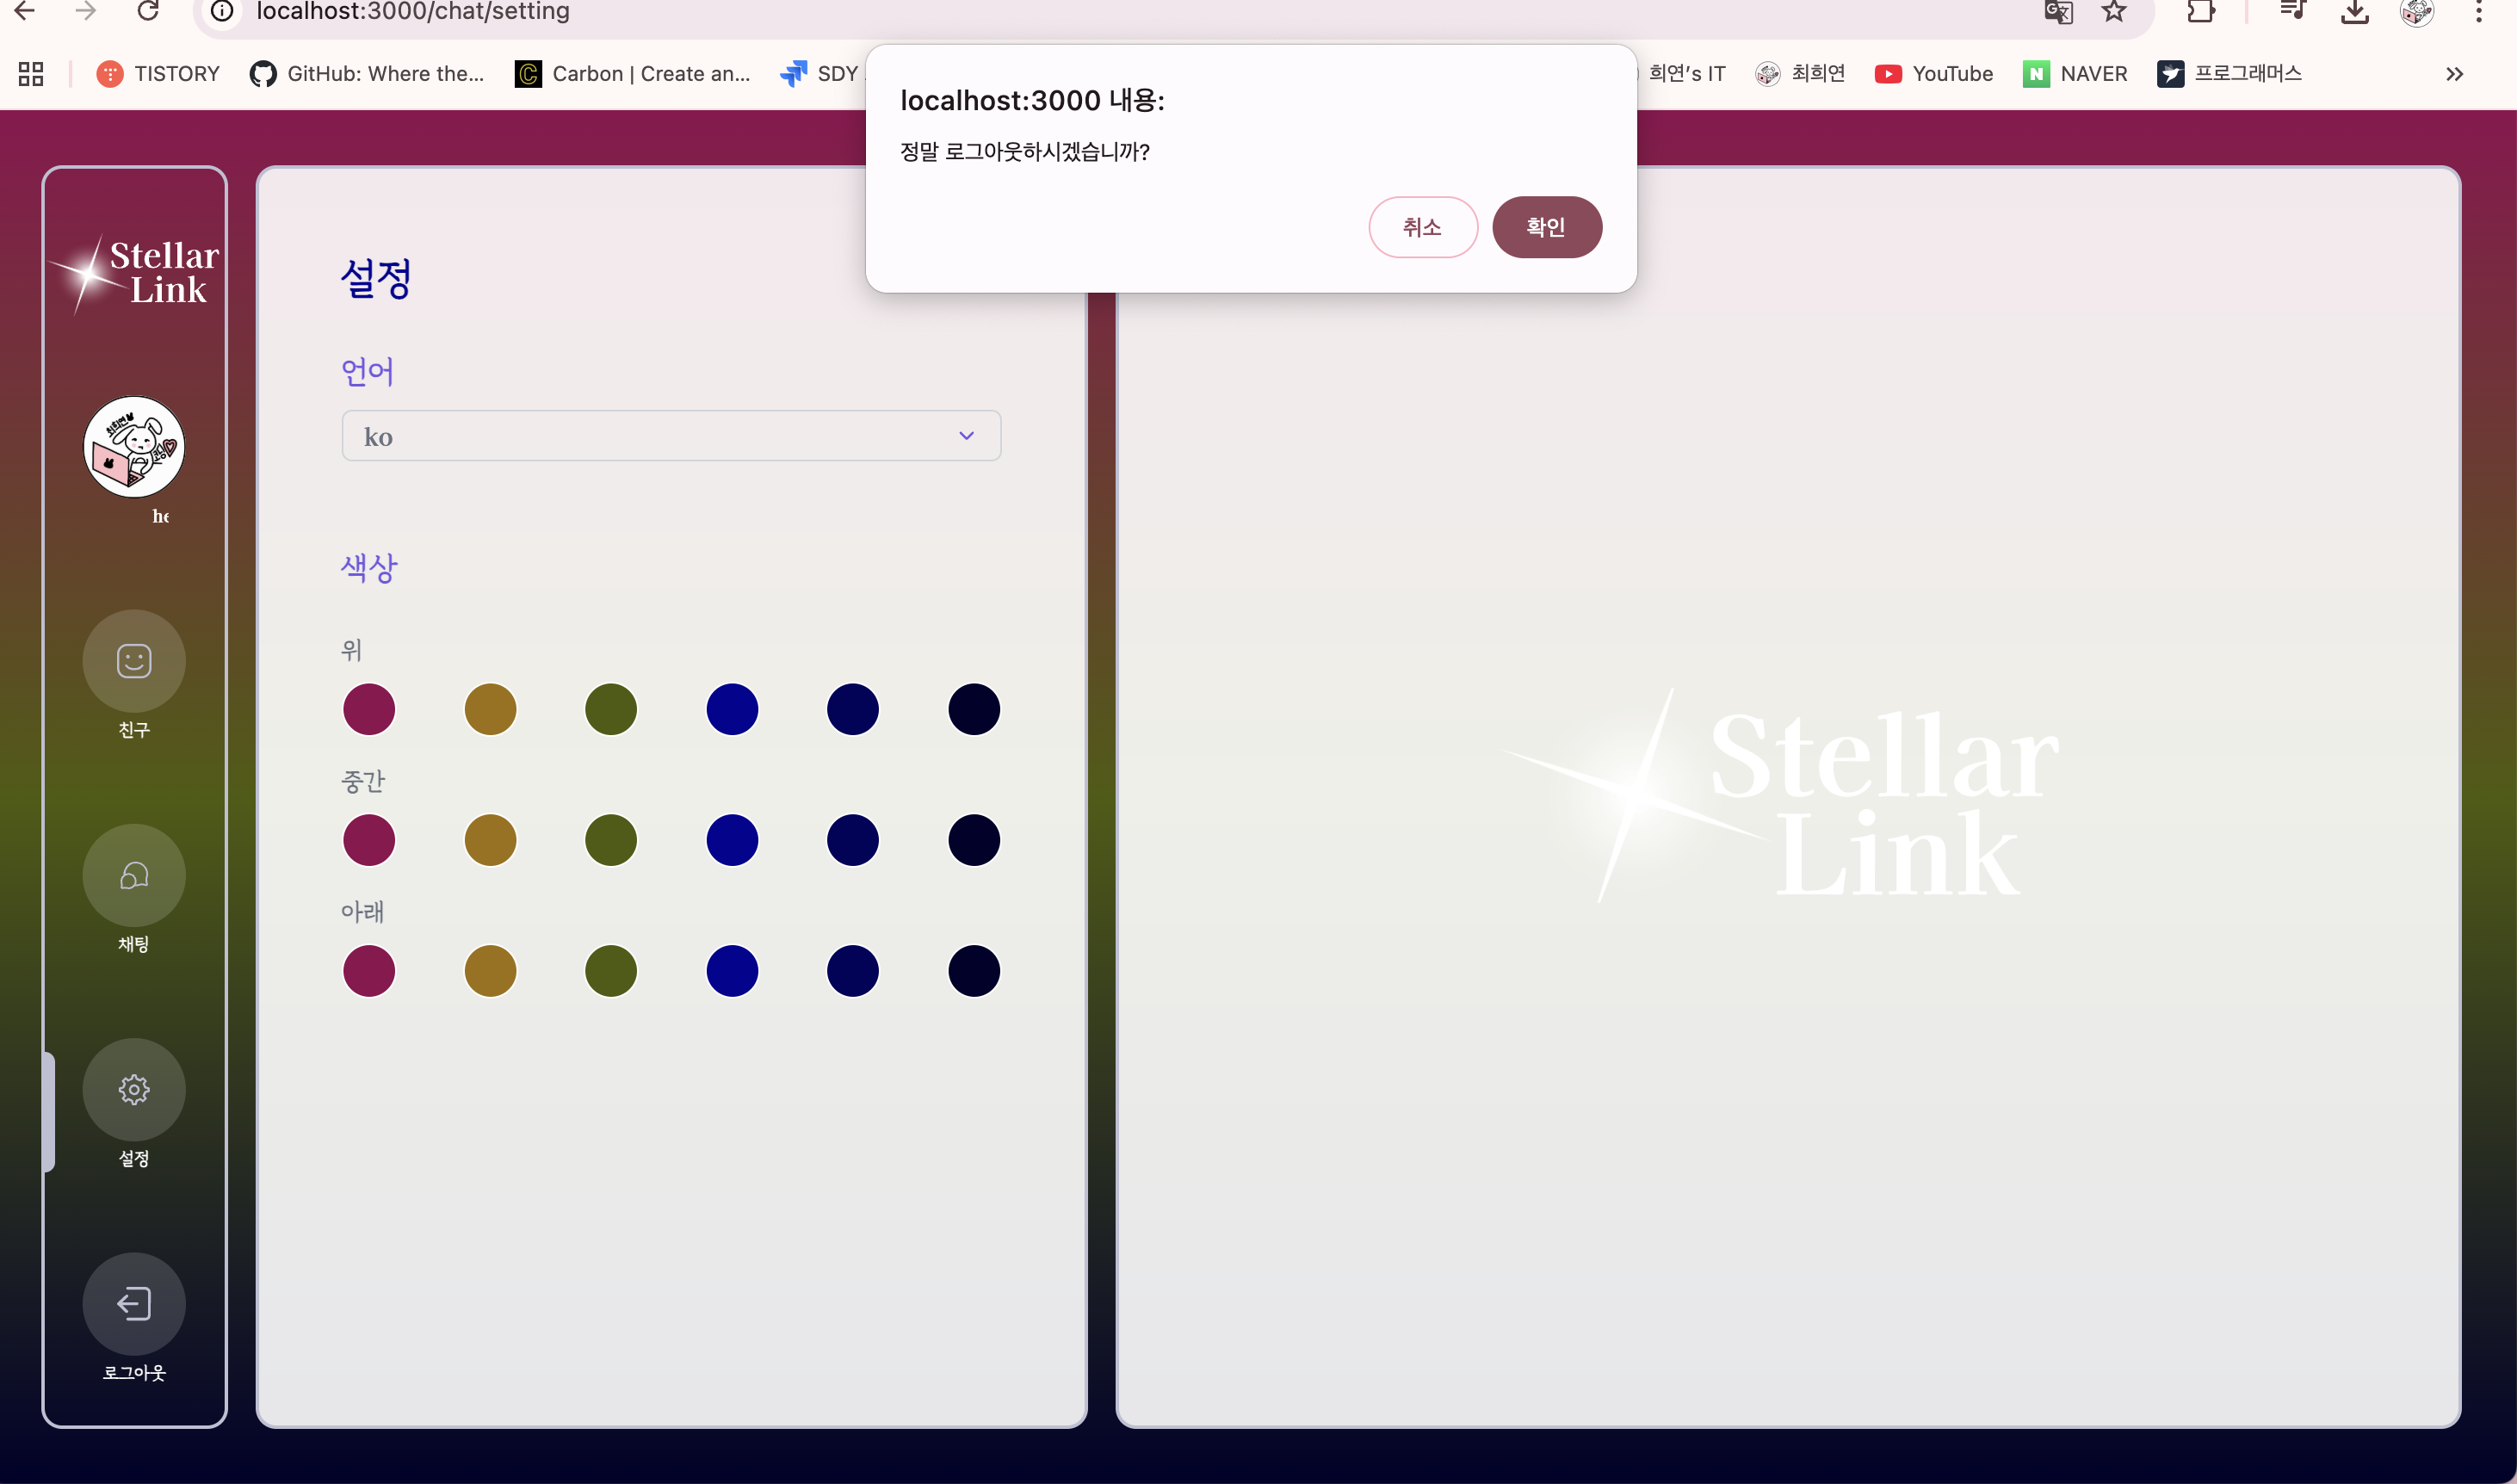 localhost:3000/chat/setting
TISTORY
GitHub: Where the...
Carbon | Create an...
SDY
희연's IT
최희연
YouTube
NAVER
프로그래머스
localhost:3000 내용:
정말 로그아웃하시겠습니까?
취소
확인
Stellar
Link
최희연
he
친구
채팅
설정
로그아웃
설정
언어
ko
색상
위
중간
아래
Stellar
Link